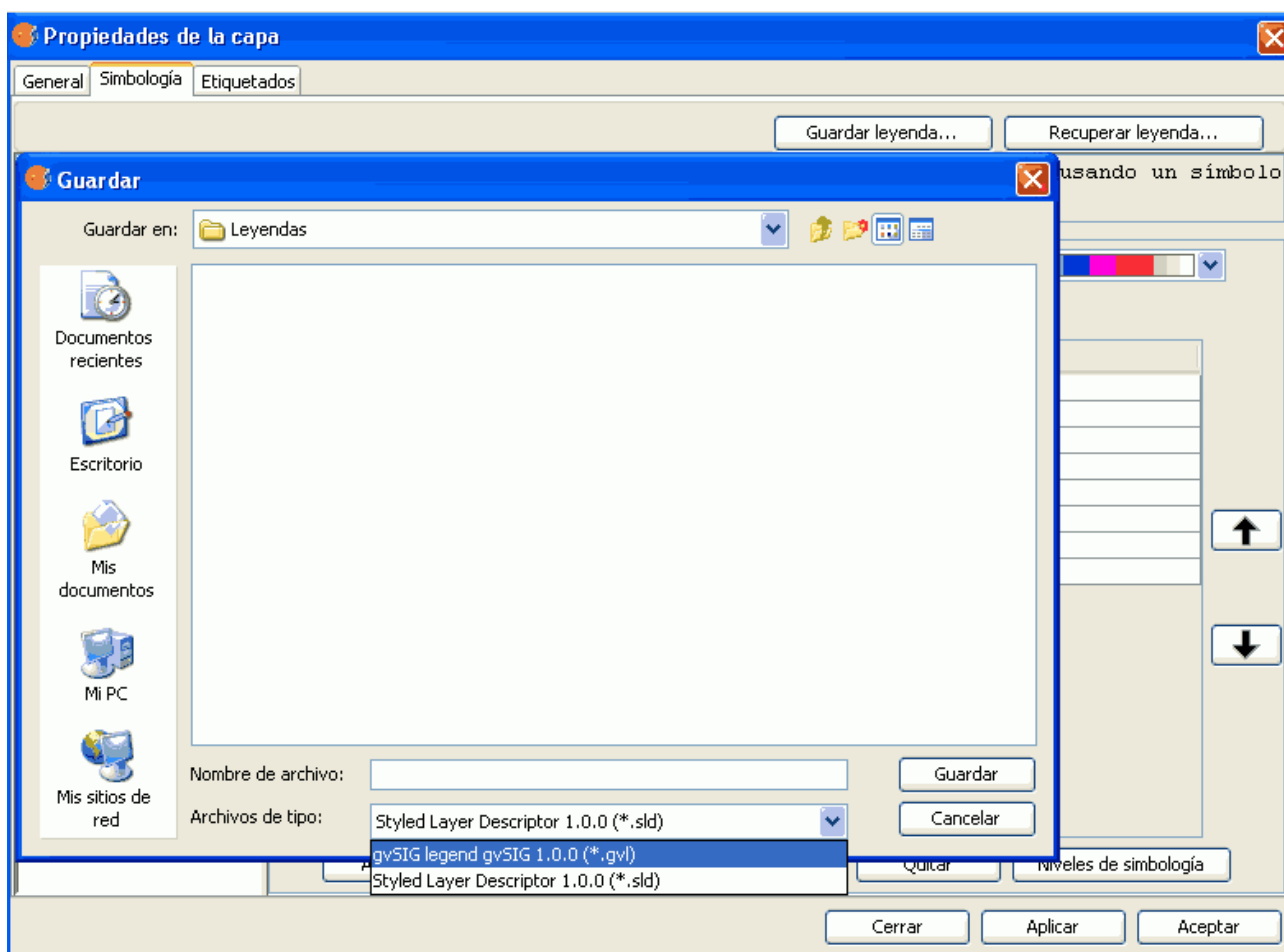 Propiedades de la capa
General Simbología Etiquetados
Guardar leyenda... Recuperar leyenda...
usando un símbolo
Guardar
Guardar en: Leyendas
Documentos
recientes
Escritorio
Mis
documentos
Mi PC
Mis sitios de
red
Nombre de archivo: Guardar
Archivos de tipo: Styled Layer Descriptor 1.0.0 (*.sld) Cancelar
gvSIG legend gvSIG 1.0.0 (*.gvl)
Styled Layer Descriptor 1.0.0 (*.sld)
Quitar Niveles de simbología
Cerrar Aplicar Aceptar